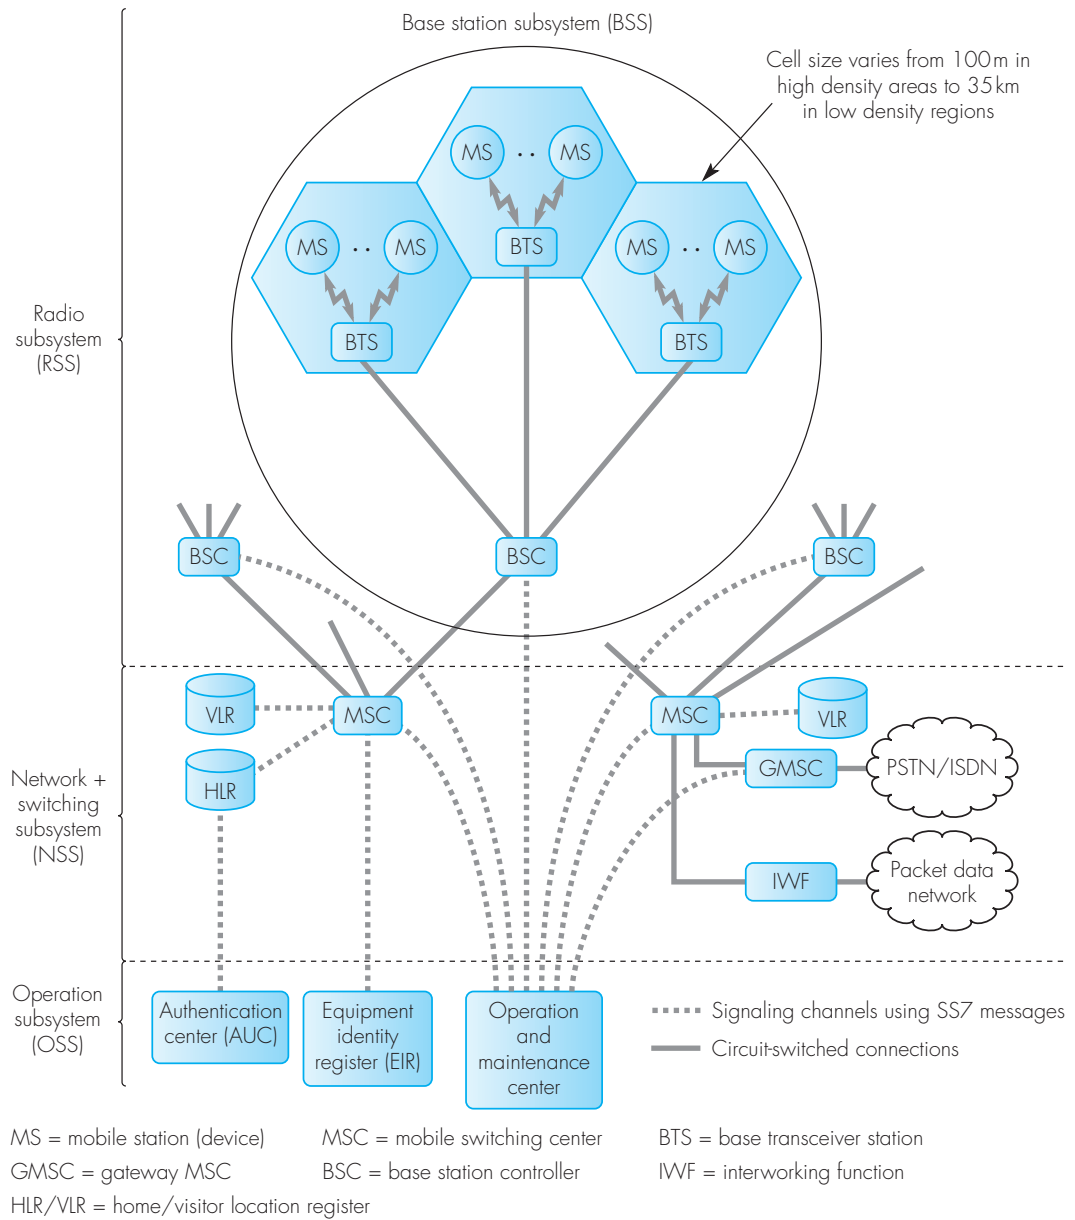 Base station subsystem (BSS)
Cell size varies from 100 m in
high density areas to 35 km
in low density regions
MS
··
MS
BTS
MS
··
MS
BTS
MS
··
MS
BTS
Radio
subsystem
(RSS)
BSC
BSC
BSC
VLR
MSC
MSC
VLR
HLR
GMSC
PSTN/ISDN
Network +
switching
subsystem
(NSS)
IWF
Packet data
network
Operation
subsystem
(OSS)
Authentication
center (AUC)
Equipment
identity
register (EIR)
Operation
and
maintenance
center
Signaling channels using SS7 messages
Circuit-switched connections
MS = mobile station (device)
MSC = mobile switching center
BTS = base transceiver station
GMSC = gateway MSC
BSC = base station controller
IWF = interworking function
HLR/VLR = home/visitor location register